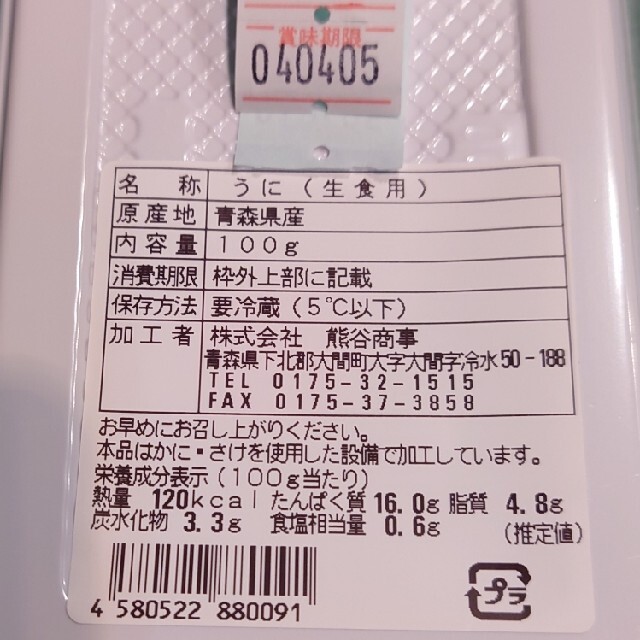 賞味期限
040405
名称 うに(生食用)
原産地 青森県産
内容量 100g
消費期限 枠外上部に記載
保存方法 要冷蔵(5℃以下)
加工者 株式会社 熊谷商事
青森県下北郡大間町大字大間字冷水50-188
TEL 0175-32-1515
FAX 0175-37-3858
お早めにお召し上がりください。
本品はかに・さけを使用した設備で加工しています。
栄養成分表示(100g当たり)
熱量 120kcal たんぱく質 16.0g 脂質 4.8g
炭水化物 3.3g 食塩相当量 0.6g (推定値)
4 580522 880091
プラ